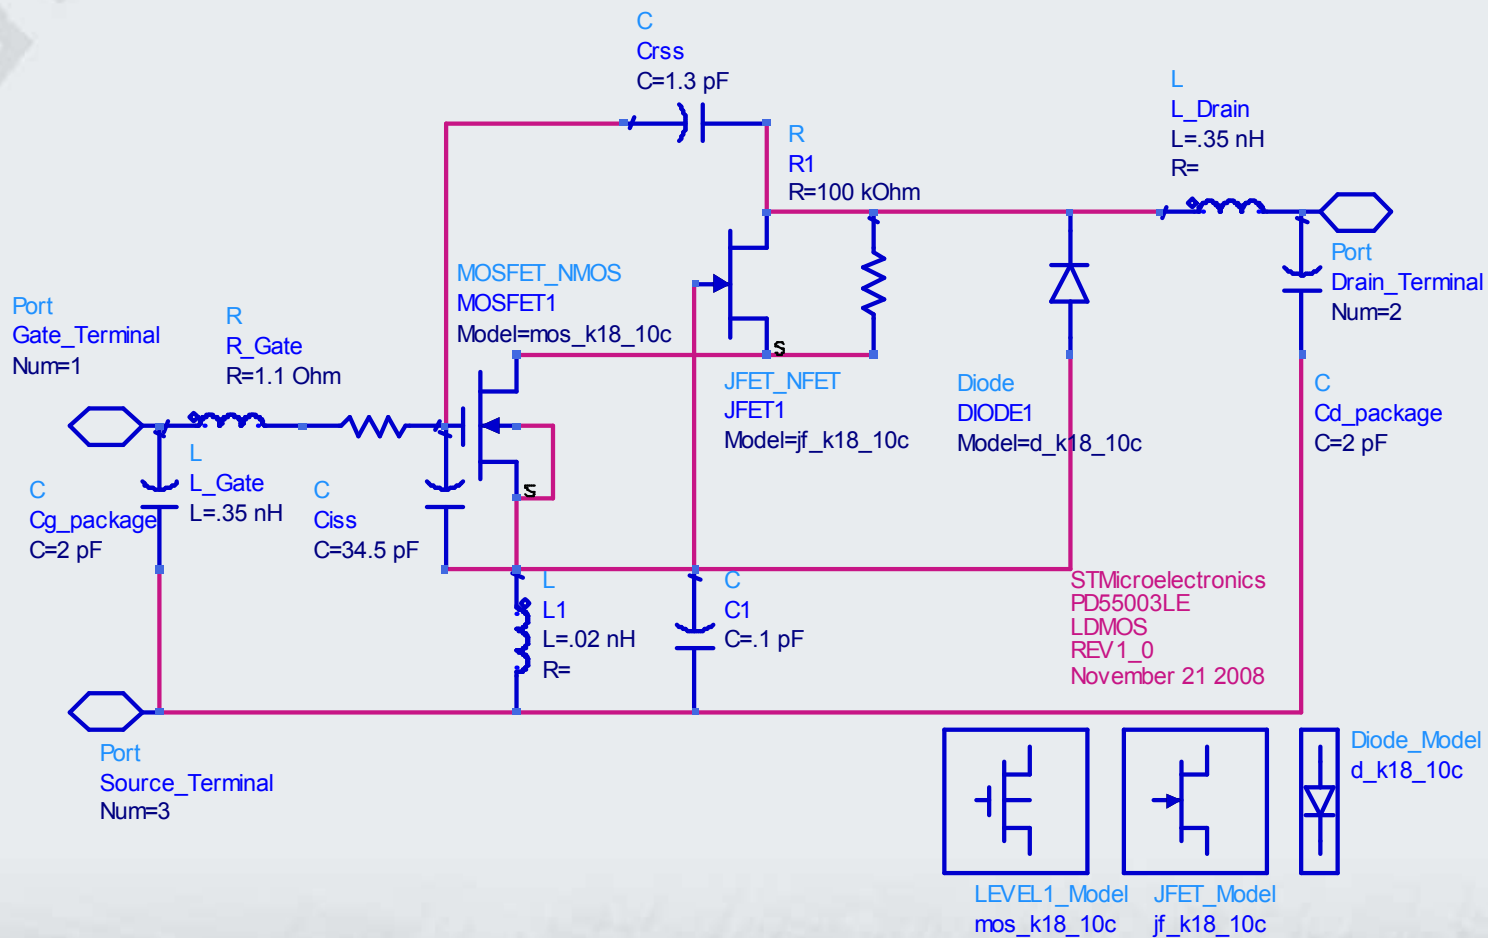 C
Crss
C=1.3 pF
L
L_Drain
L=.35 nH
R=
R
R1
R=100 kOhm
Port
Drain_Terminal
Num=2
MOSFET_NMOS
MOSFET1
Model=mos_k18_10c
Port
Gate_Terminal
Num=1
R
R_Gate
R=1.1 Ohm
S
JFET_NFET
JFET1
Model=jf_k18_10c
Diode
DIODE1
Model=d_k18_10c
C
Cd_package
C=2 pF
L
L_Gate
L=.35 nH
C
Cg_package
C=2 pF
C
Ciss
C=34.5 pF
S
L
L1
L=.02 nH
R=
C
C1
C=.1 pF
STMicroelectronics
PD55003LE
LDMOS
REV1_0
November 21 2008
Port
Source_Terminal
Num=3
Diode_Model
d_k18_10c
LEVEL1_Model
mos_k18_10c
JFET_Model
jf_k18_10c